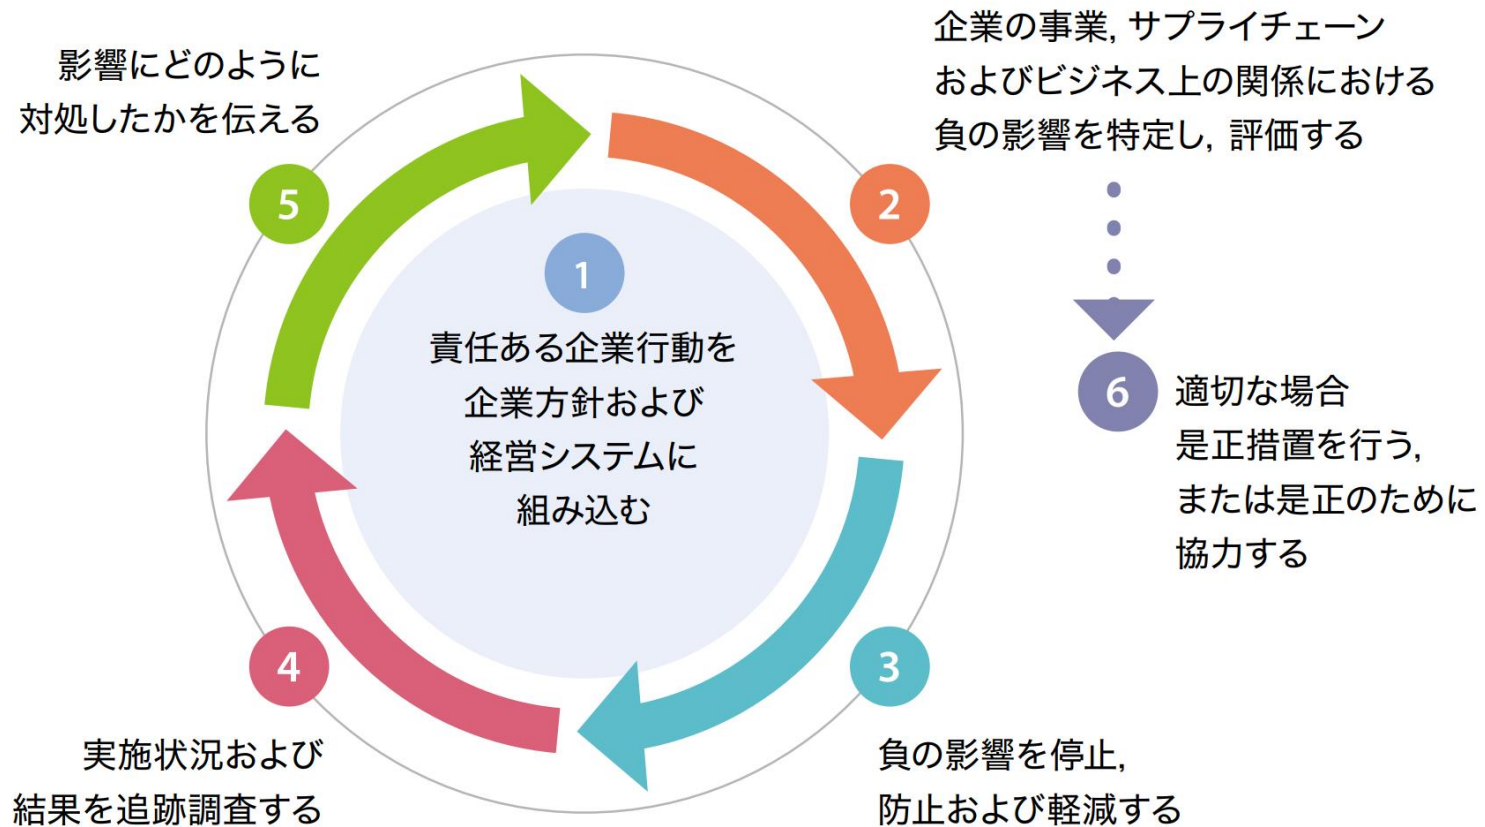 1
責任ある企業行動を
企業方針および
経営システムに
組み込む
2
企業の事業, サプライチェーン
およびビジネス上の関係における
負の影響を特定し, 評価する
3
負の影響を停止,
防止および軽減する
4
実施状況および
結果を追跡調査する
5
影響にどのように
対処したかを伝える
6
適切な場合
是正措置を行う,
または是正のために
協力する